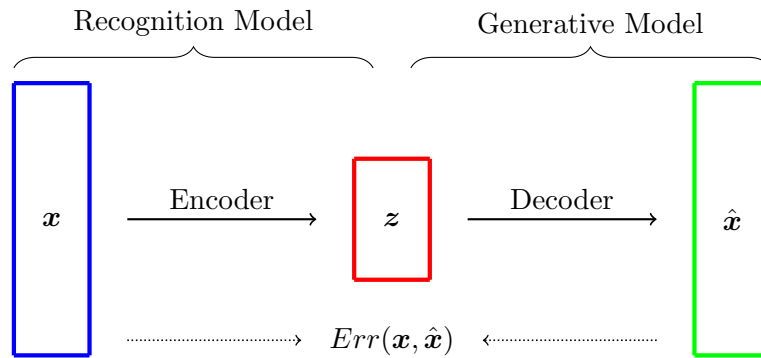 Recognition Model
Generative Model
x
Encoder
z
Decoder
x̂
Err(x, x̂)